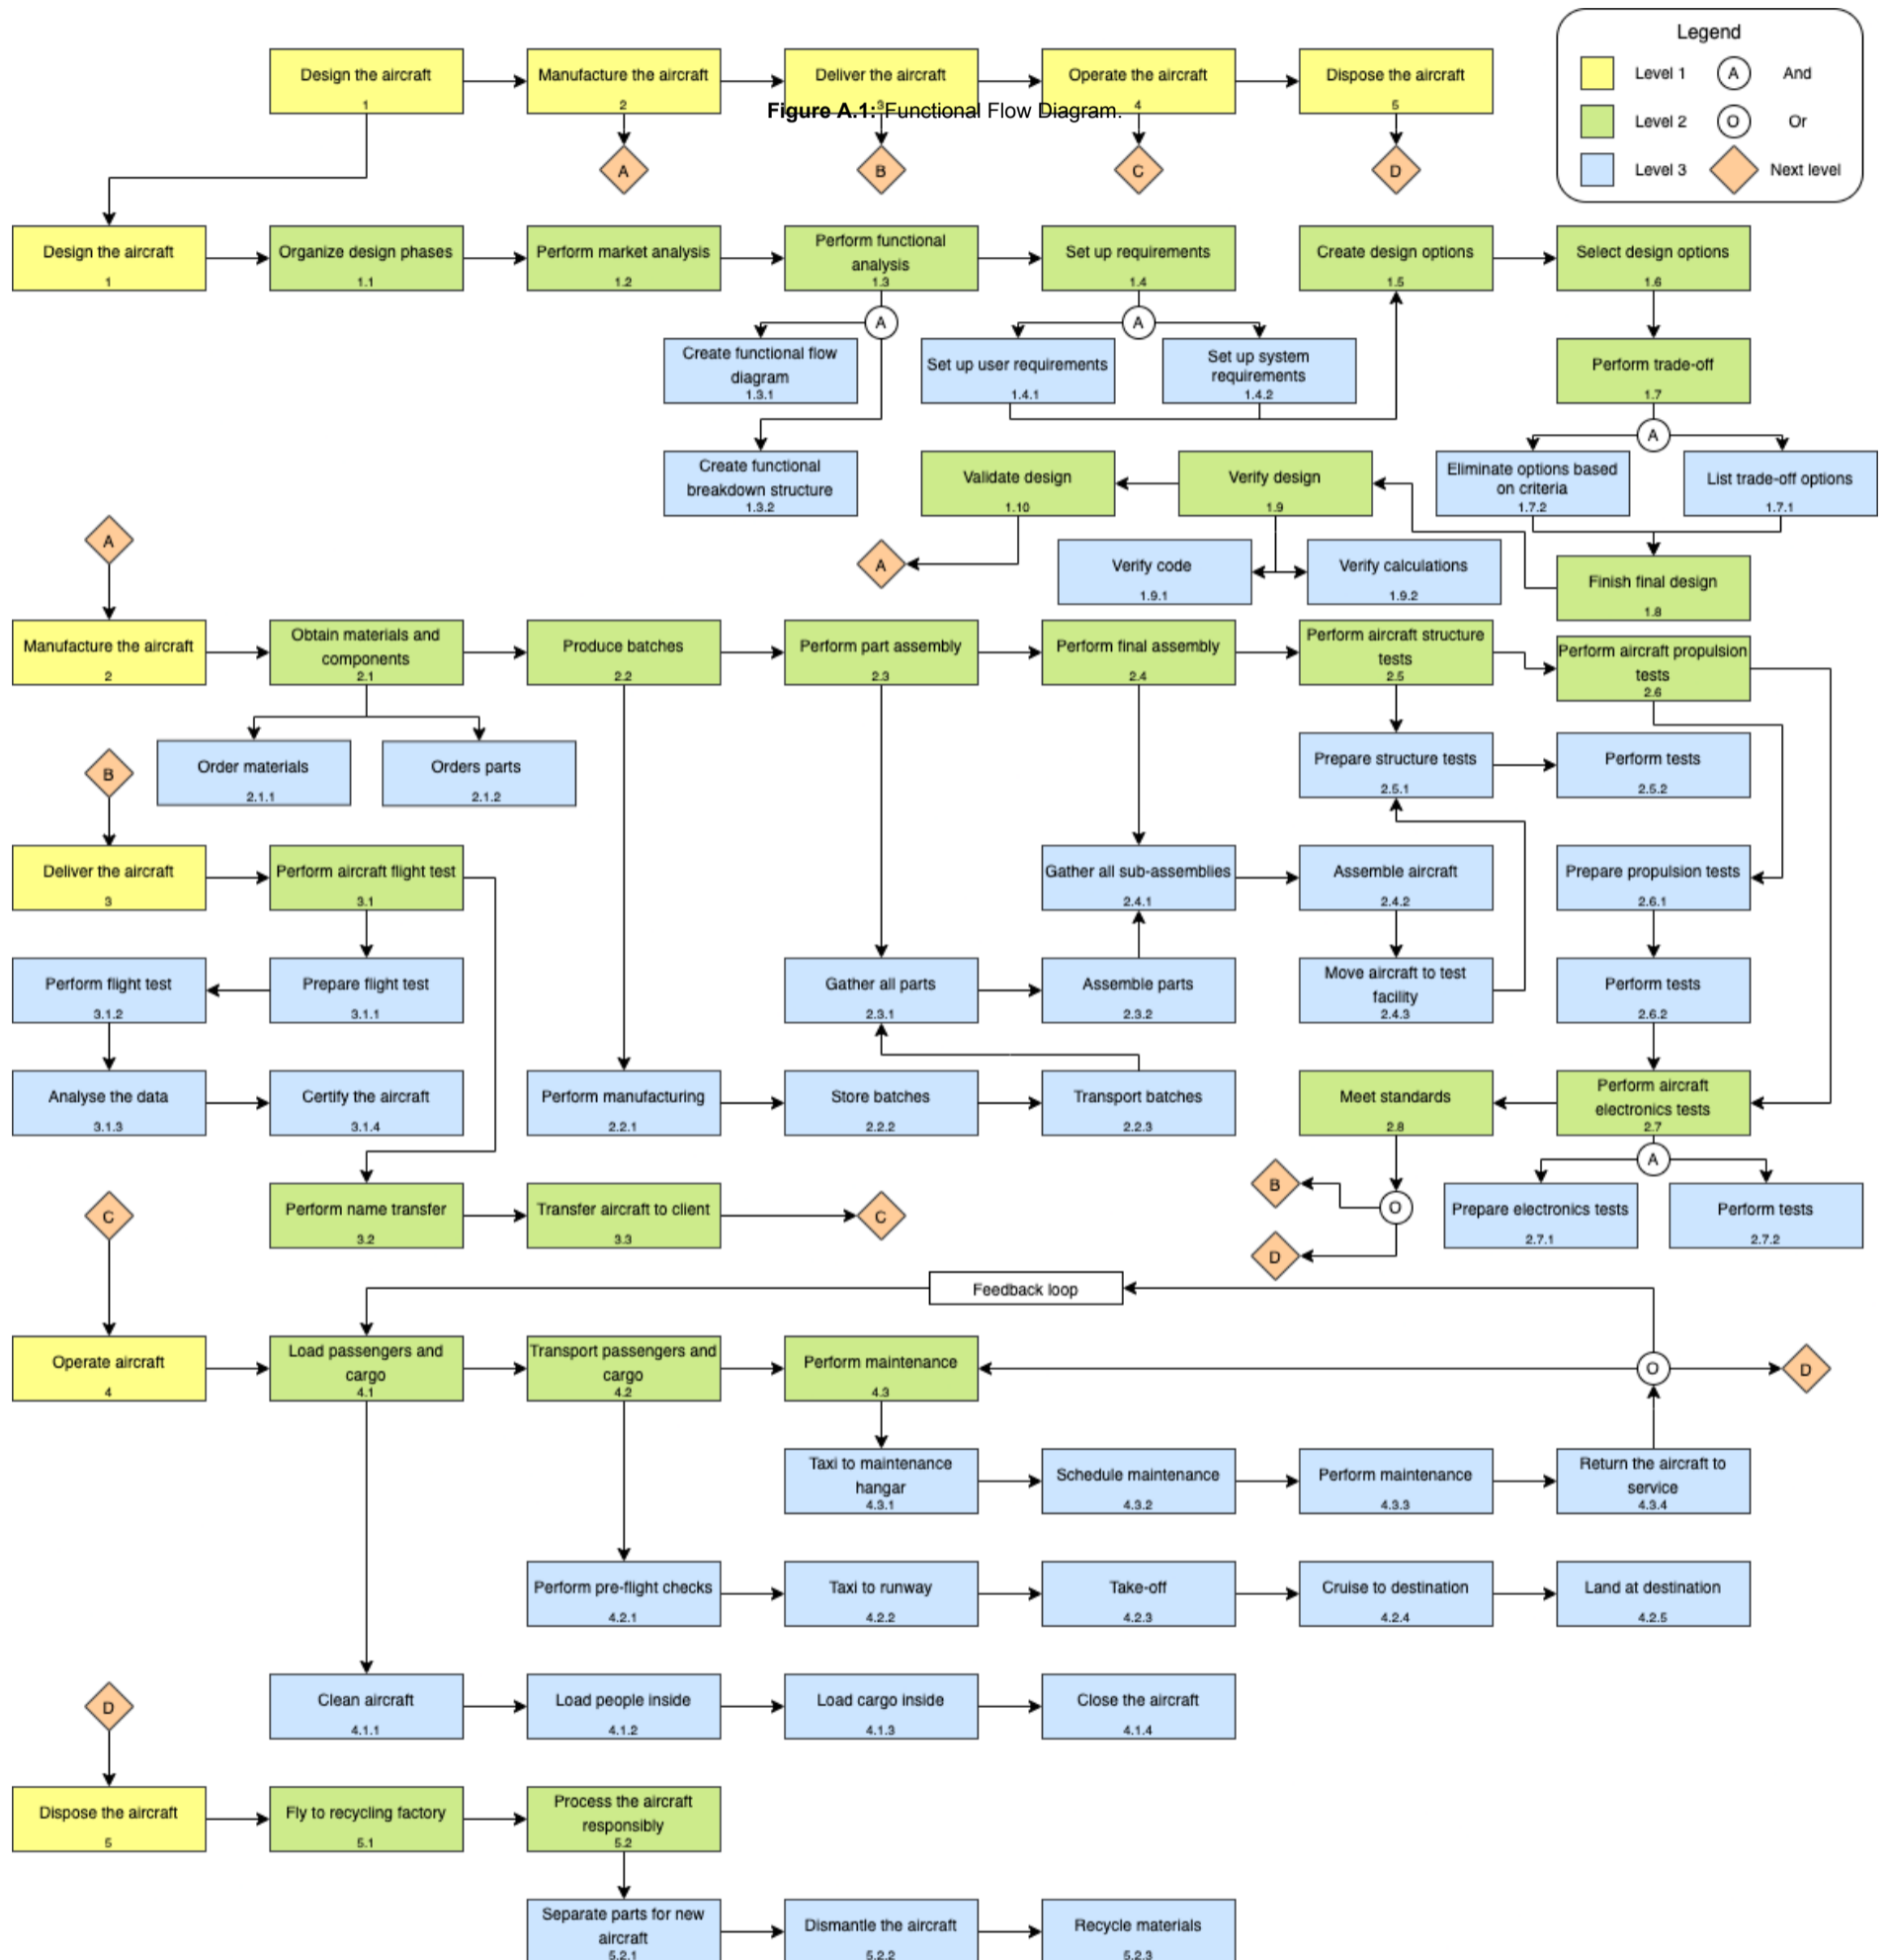 Legend
Level 1
A
And
Level 2
O
Or
Level 3
Next level
Design the aircraft
1
Manufacture the aircraft
2
Deliver the aircraft
3
Operate the aircraft
4
Dispose the aircraft
5
Figure A.1: Functional Flow Diagram.
A
B
C
D
Design the aircraft
1
Organize design phases
1.1
Perform market analysis
1.2
Perform functional
analysis
1.3
Set up requirements
1.4
Create design options
1.5
Select design options
1.6
A
A
Create functional flow
diagram
1.3.1
Set up user requirements
1.4.1
Set up system
requirements
1.4.2
Perform trade-off
1.7
A
Create functional
breakdown structure
1.3.2
Validate design
1.10
Verify design
1.9
Eliminate options based
on criteria
1.7.2
List trade-off options
1.7.1
A
A
Verify code
1.9.1
Verify calculations
1.9.2
Finish final design
1.8
Manufacture the aircraft
2
Obtain materials and
components
2.1
Produce batches
2.2
Perform part assembly
2.3
Perform final assembly
2.4
Perform aircraft structure
tests
2.5
Perform aircraft propulsion
tests
2.6
Order materials
2.1.1
Orders parts
2.1.2
Prepare structure tests
2.5.1
Perform tests
2.5.2
B
Deliver the aircraft
3
Perform aircraft flight test
3.1
Gather all sub-assemblies
2.4.1
Assemble aircraft
2.4.2
Prepare propulsion tests
2.6.1
Perform flight test
3.1.2
Prepare flight test
3.1.1
Gather all parts
2.3.1
Assemble parts
2.3.2
Move aircraft to test
facility
2.4.3
Perform tests
2.6.2
Analyse the data
3.1.3
Certify the aircraft
3.1.4
Perform manufacturing
2.2.1
Store batches
2.2.2
Transport batches
2.2.3
Meet standards
2.8
Perform aircraft
electronics tests
2.7
A
B
O
D
Prepare electronics tests
2.7.1
Perform tests
2.7.2
C
Perform name transfer
3.2
Transfer aircraft to client
3.3
C
Feedback loop
Operate aircraft
4
Load passengers and
cargo
4.1
Transport passengers and
cargo
4.2
Perform maintenance
4.3
O
D
Taxi to maintenance
hangar
4.3.1
Schedule maintenance
4.3.2
Perform maintenance
4.3.3
Return the aircraft to
service
4.3.4
Perform pre-flight checks
4.2.1
Taxi to runway
4.2.2
Take-off
4.2.3
Cruise to destination
4.2.4
Land at destination
4.2.5
D
Clean aircraft
4.1.1
Load people inside
4.1.2
Load cargo inside
4.1.3
Close the aircraft
4.1.4
Dispose the aircraft
5
Fly to recycling factory
5.1
Process the aircraft
responsibly
5.2
Separate parts for new
aircraft
5.2.1
Dismantle the aircraft
5.2.2
Recycle materials
5.2.3